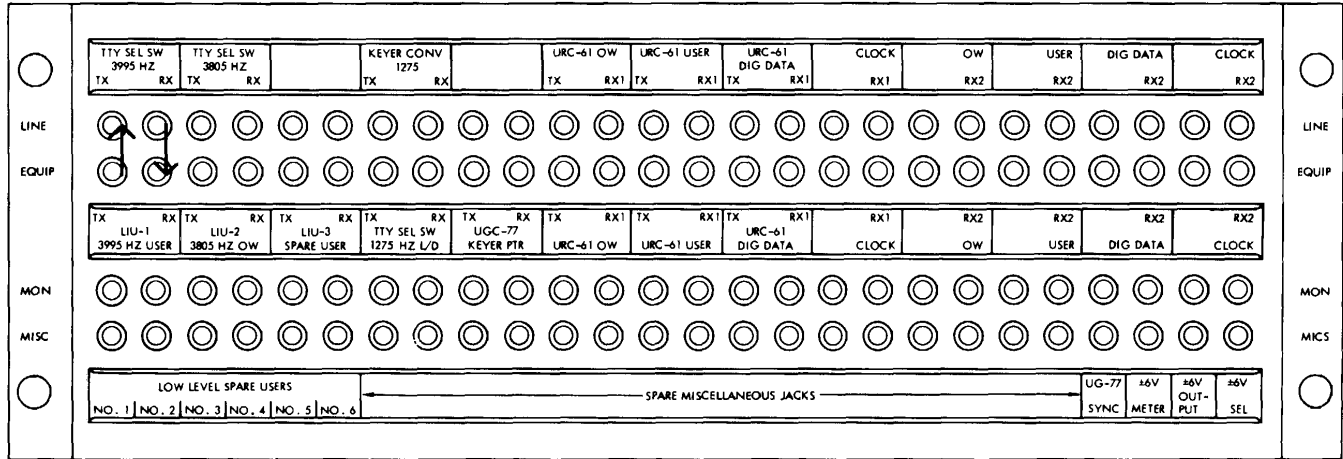 TTY SEL SW TTY SEL SW KEYER CONV URC-61 OW URC-61 USER URC-61 CLOCK OW USER DIG DATA CLOCK
3995 HZ 3805 HZ 1275 DIG DATA
TX RX TX RX TX RX TX RX1 TX RX1 TX RX1 RX1 RX2 RX2 RX2 RX2
LINE LINE
EQUIP EQUIP
TX RX TX RX TX RX TX RX TX RX TX RX1 TX RX1 TX RX1 RX1 RX2 RX2 RX2 RX2
LIU-1 LIU-2 LIU-3 TTY SEL SW UGC-77 URC-61
3995 HZ USER 3805 HZ OW SPARE USER 1275 HZ L/D KEYER PTR URC-61 OW URC-61 USER DIG DATA CLOCK OW USER DIG DATA CLOCK
MON MON
MISC MICS
LOW LEVEL SPARE USERS SPARE MISCELLANEOUS JACKS UG-77 ±6V ±6V ±6V
OUT-
NO. 1 NO. 2 NO. 3 NO. 4 NO. 5 NO. 6 SYNC METER PUT SEL